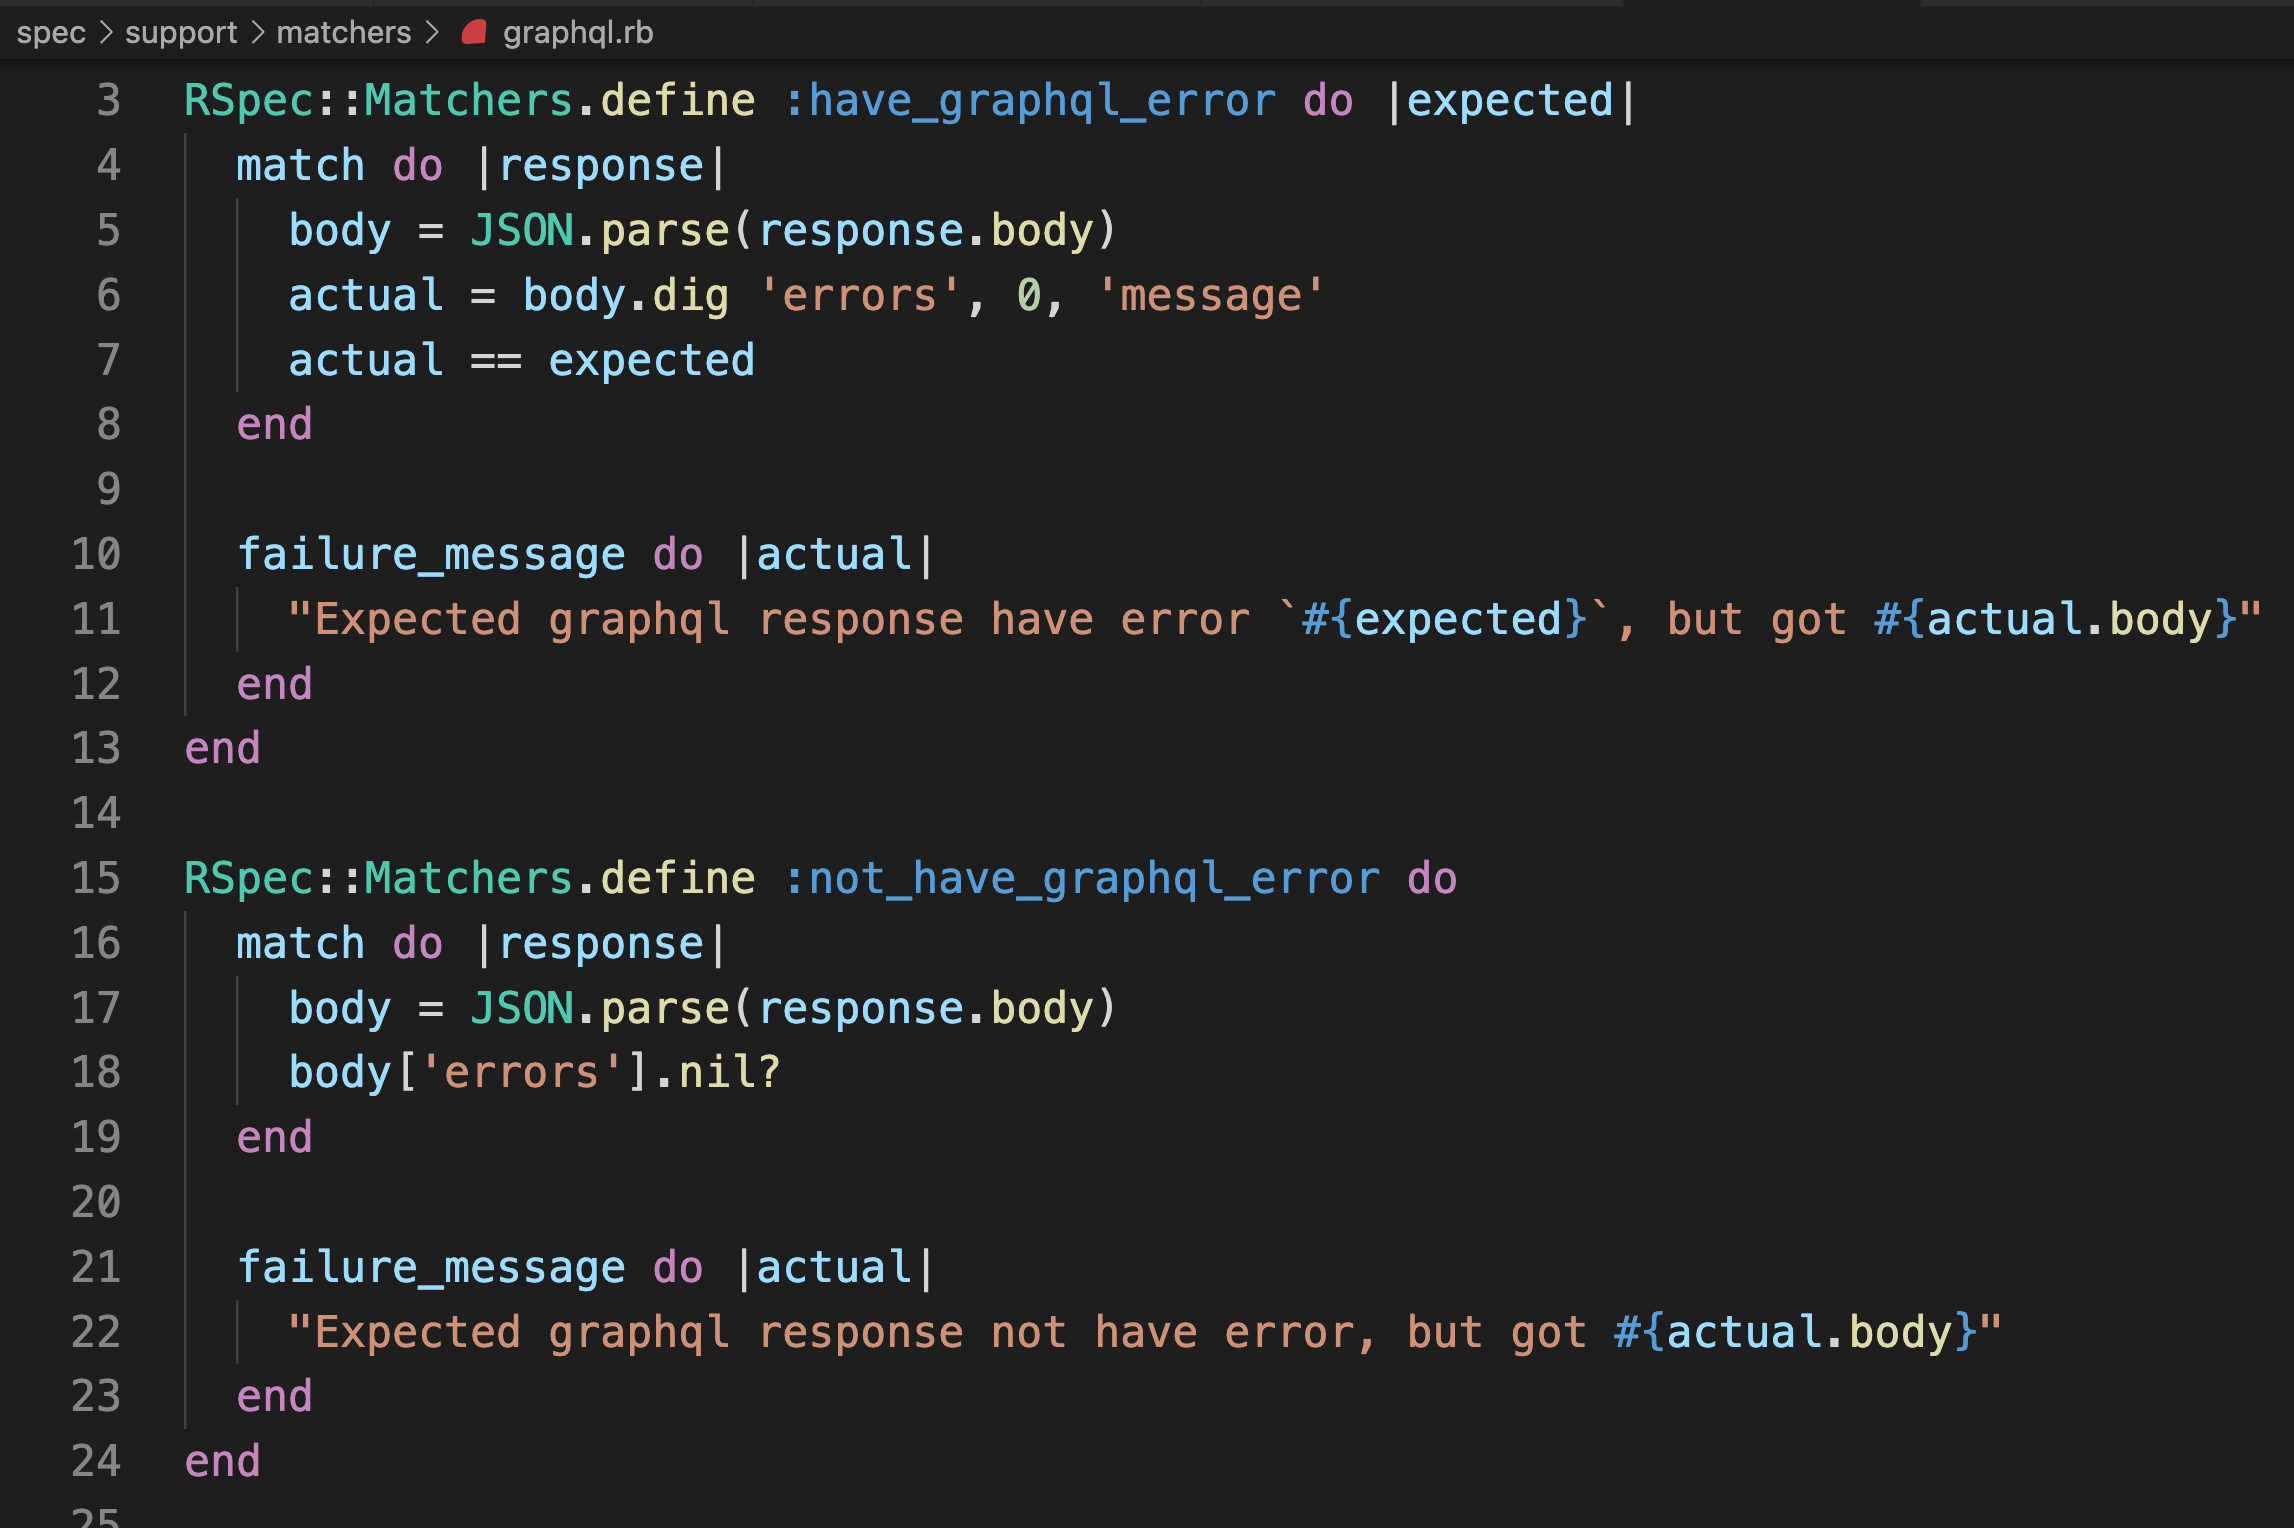 spec > support > matchers > graphql.rb
3 RSpec::Matchers.define :have_graphql_error do |expected|
4   match do |response|
5     body = JSON.parse(response.body)
6     actual = body.dig 'errors', 0, 'message'
7     actual == expected
8   end
9
10   failure_message do |actual|
11     "Expected graphql response have error `#{expected}`, but got #{actual.body}"
12   end
13 end
14
15 RSpec::Matchers.define :not_have_graphql_error do
16   match do |response|
17     body = JSON.parse(response.body)
18     body['errors'].nil?
19   end
20
21   failure_message do |actual|
22     "Expected graphql response not have error, but got #{actual.body}"
23   end
24 end
25